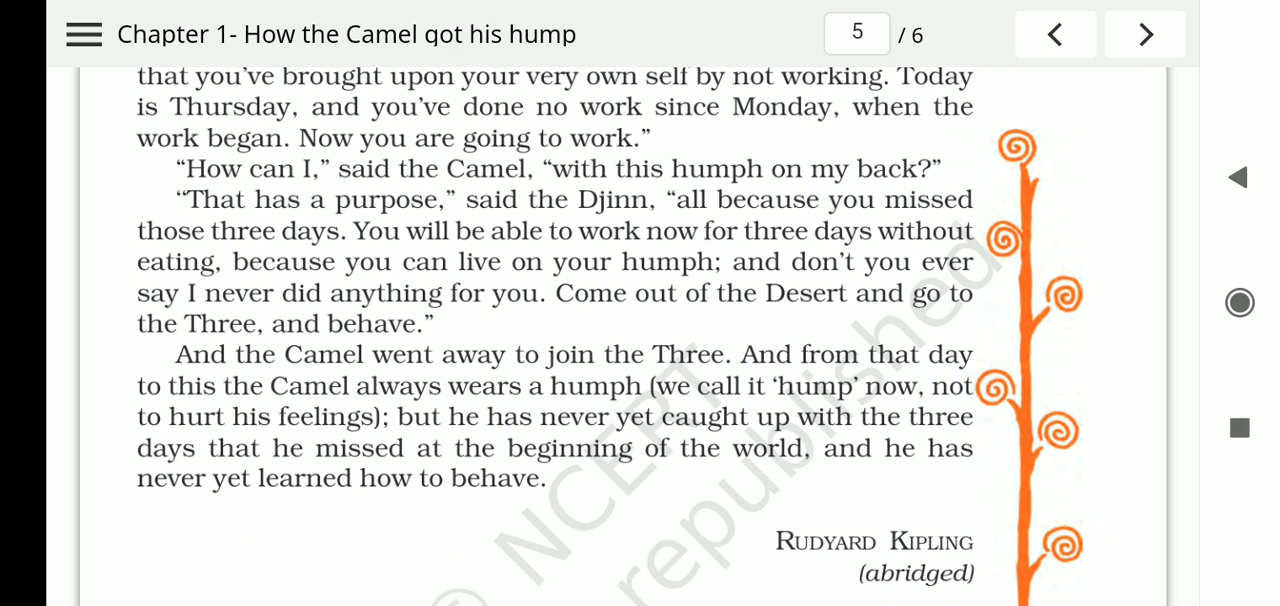 Chapter 1- How the Camel got his hump
5 / 6
that you’ve brought upon your very own self by not working. Today
is Thursday, and you’ve done no work since Monday, when the
work began. Now you are going to work.”
“How can I,” said the Camel, “with this humph on my back?”
“That has a purpose,” said the Djinn, “all because you missed
those three days. You will be able to work now for three days without
eating, because you can live on your humph; and don’t you ever
say I never did anything for you. Come out of the Desert and go to
the Three, and behave.”
And the Camel went away to join the Three. And from that day
to this the Camel always wears a humph (we call it ‘hump’ now, not
to hurt his feelings); but he has never yet caught up with the three
days that he missed at the beginning of the world, and he has
never yet learned how to behave.
RUDYARD KIPLING
(abridged)
© NCERT
republished